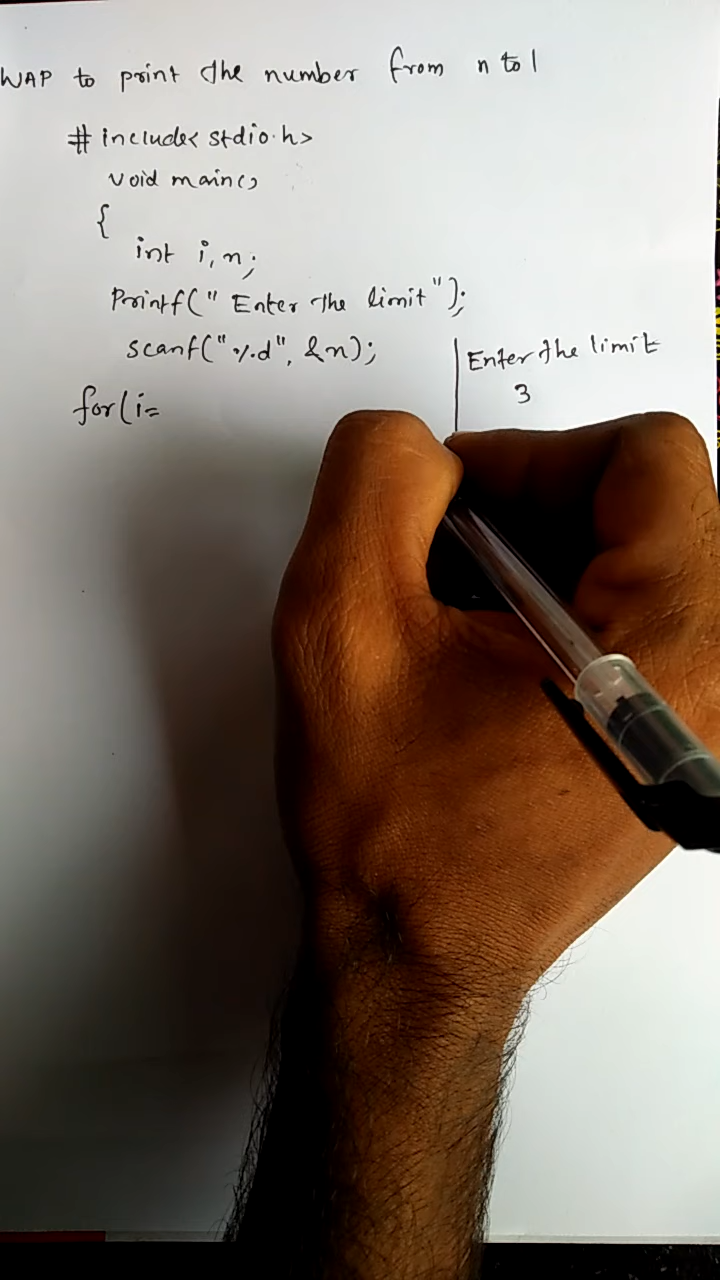 WAP to print the number from n to 1
# include< stdio.h>
void main()
{
int i, n;
Printf(" Enter the limit");
scanf("%d", &n);
for(i=
Enter the limit
3